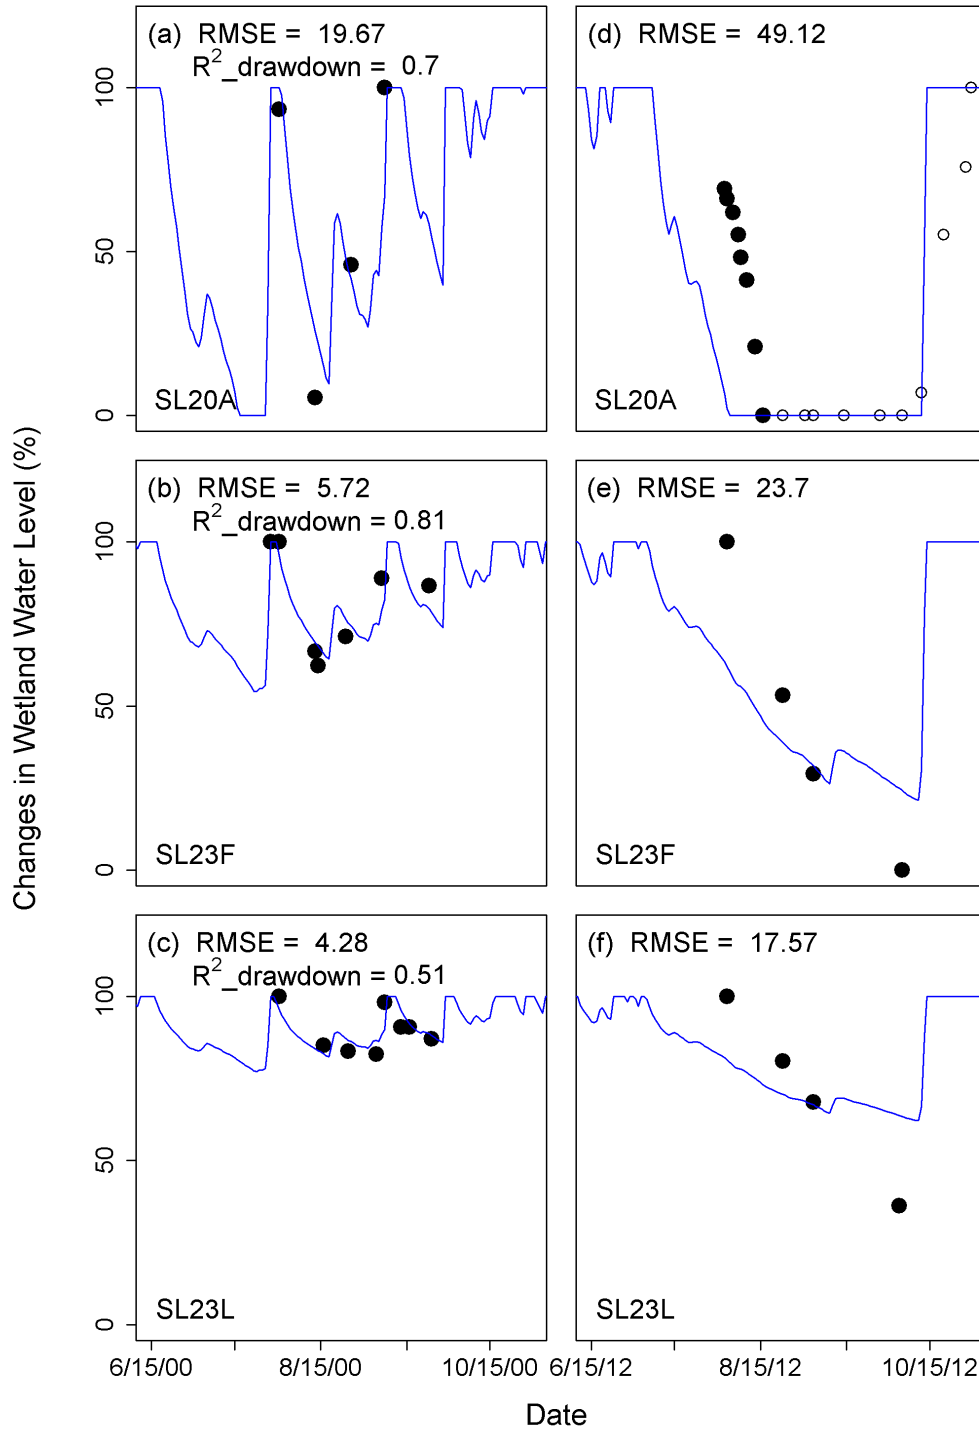 Changes in Wetland Water Level (%)
(a) RMSE = 19.67
R²_drawdown = 0.7
100
50
0
SL20A
(d) RMSE = 49.12
SL20A
(b) RMSE = 5.72
R²_drawdown = 0.81
100
50
0
SL23F
(e) RMSE = 23.7
SL23F
(c) RMSE = 4.28
R²_drawdown = 0.51
100
50
0
SL23L
(f) RMSE = 17.57
SL23L
6/15/00 8/15/00 10/15/00 6/15/12 8/15/12 10/15/12
Date